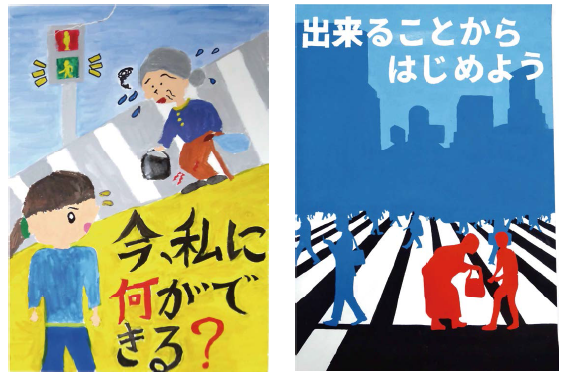 今、私に
何がで
きる?
出来ることから
はじめよう